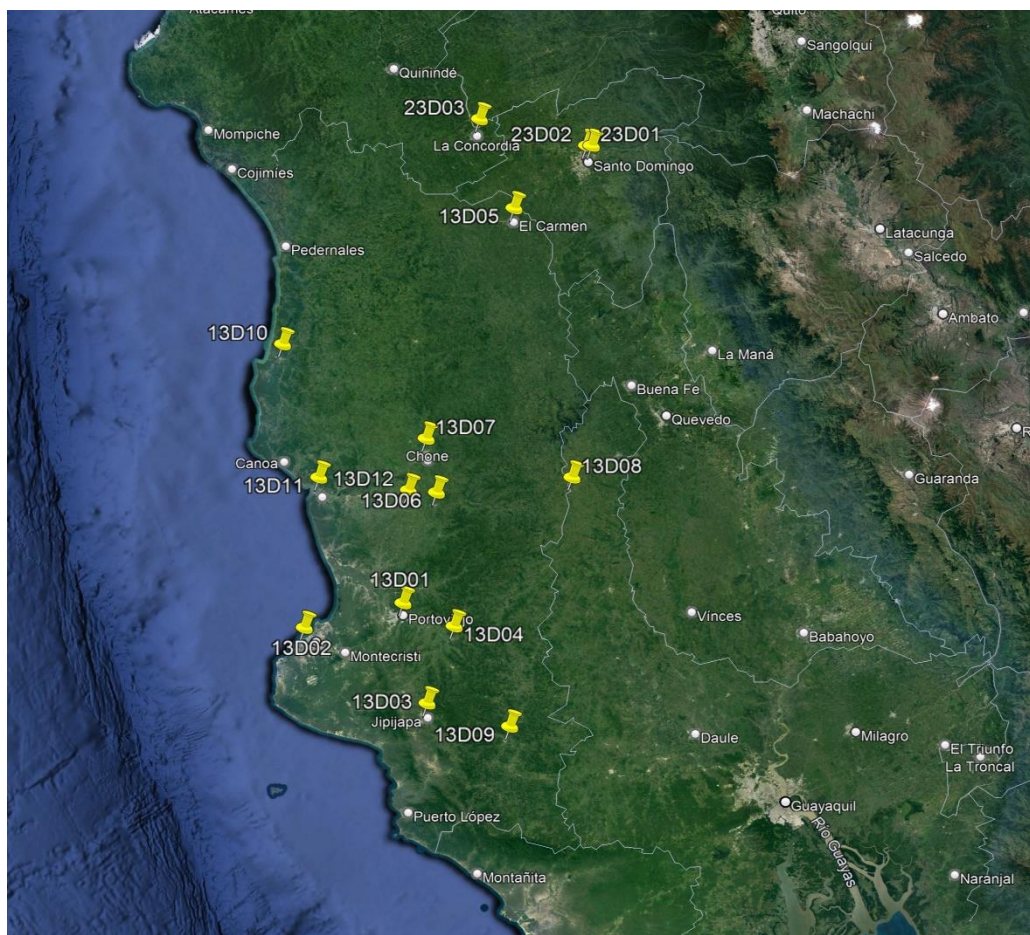 Atacames
Quito
Sangolquí
Quinindé
23D03
Machachi
Mompiche
La Concordia
23D02
23D01
Santo Domingo
Cojimíes
13D05
El Carmen
Latacunga
Pedernales
Salcedo
13D10
Ambato
La Maná
Buena Fe
13D07
Quevedo
Chone
Canoa
13D12
13D08
13D11
13D06
Guaranda
13D01
Portoviejo
Vinces
13D04
Babahoyo
13D02
Montecristi
13D03
Jipijapa
13D09
Daule
Milagro
El Triunfo
La Troncal
Guayaquil
Puerto López
Río Guayas
Montañita
Naranjal